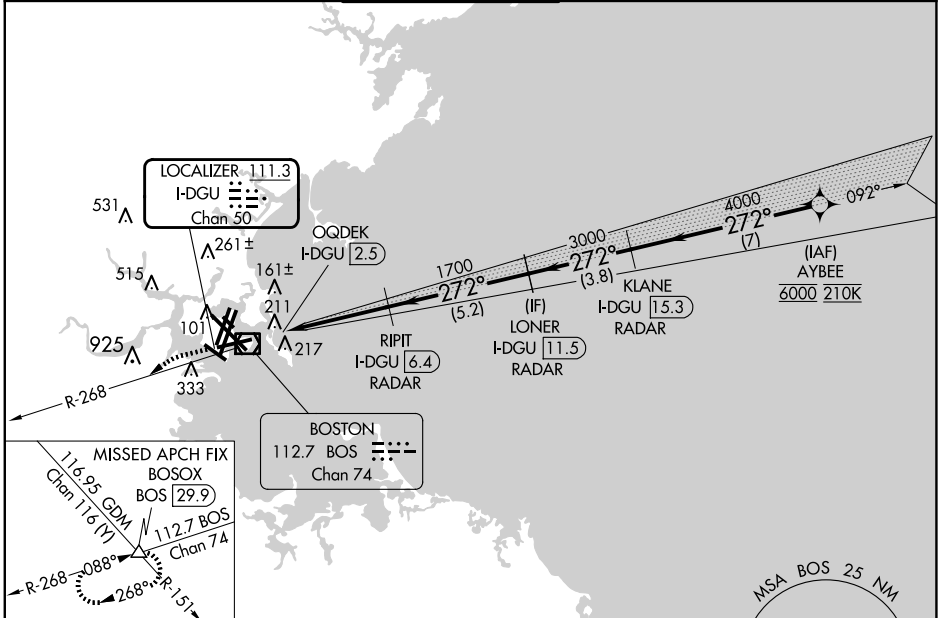 LOCALIZER 111.3
I-DGU
Chan 50
531
261±
515
161±
211
101
217
925
333
R-268
OQDEK
I-DGU 2.5
1700
272°
(5.2)
RIPIT
I-DGU 6.4
RADAR
(IF)
LONER
I-DGU 11.5
RADAR
3000
272°
(3.8)
KLANE
I-DGU 15.3
RADAR
4000
272°
(7)
092°
(IAF)
AYBEE
6000 210K
BOSTON
112.7 BOS
Chan 74
MISSED APCH FIX
BOSOX
BOS 29.9
116.95 GDM
Chan 116 (Y)
112.7 BOS
Chan 74
R-268
088°
268°
R-151
MSA BOS 25 NM